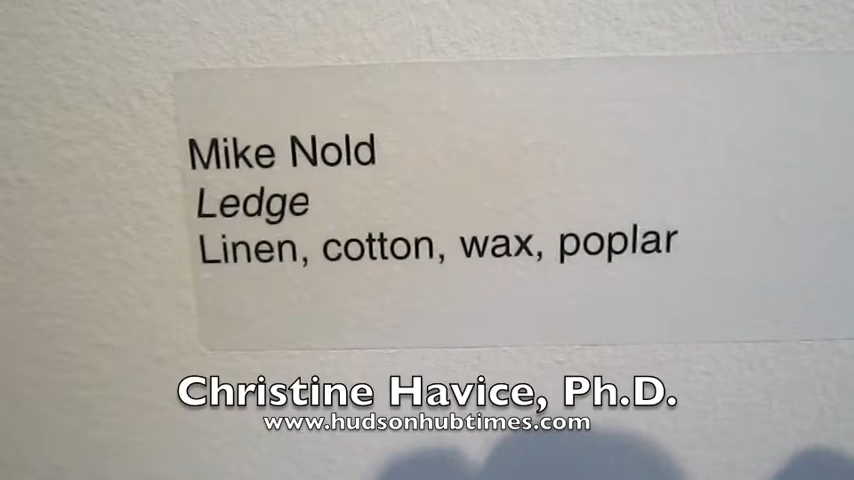 Mike Nold
Ledge
Linen, cotton, wax, poplar
Christine Havice, Ph.D.
www.hudsonhubtimes.com